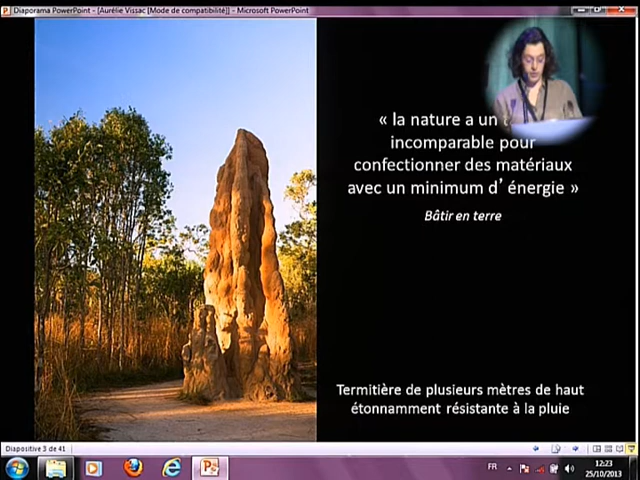 Diaporama PowerPoint - [Aurélie Vissac [Mode de compatibilité]] - Microsoft PowerPoint
« la nature a un
incomparable pour
confectionner des matériaux
avec un minimum d’ énergie »
Bâtir en terre
Termitière de plusieurs mètres de haut
étonnamment résistante à la pluie
Diapositive 3 de 41
FR
12:23
25/10/2013